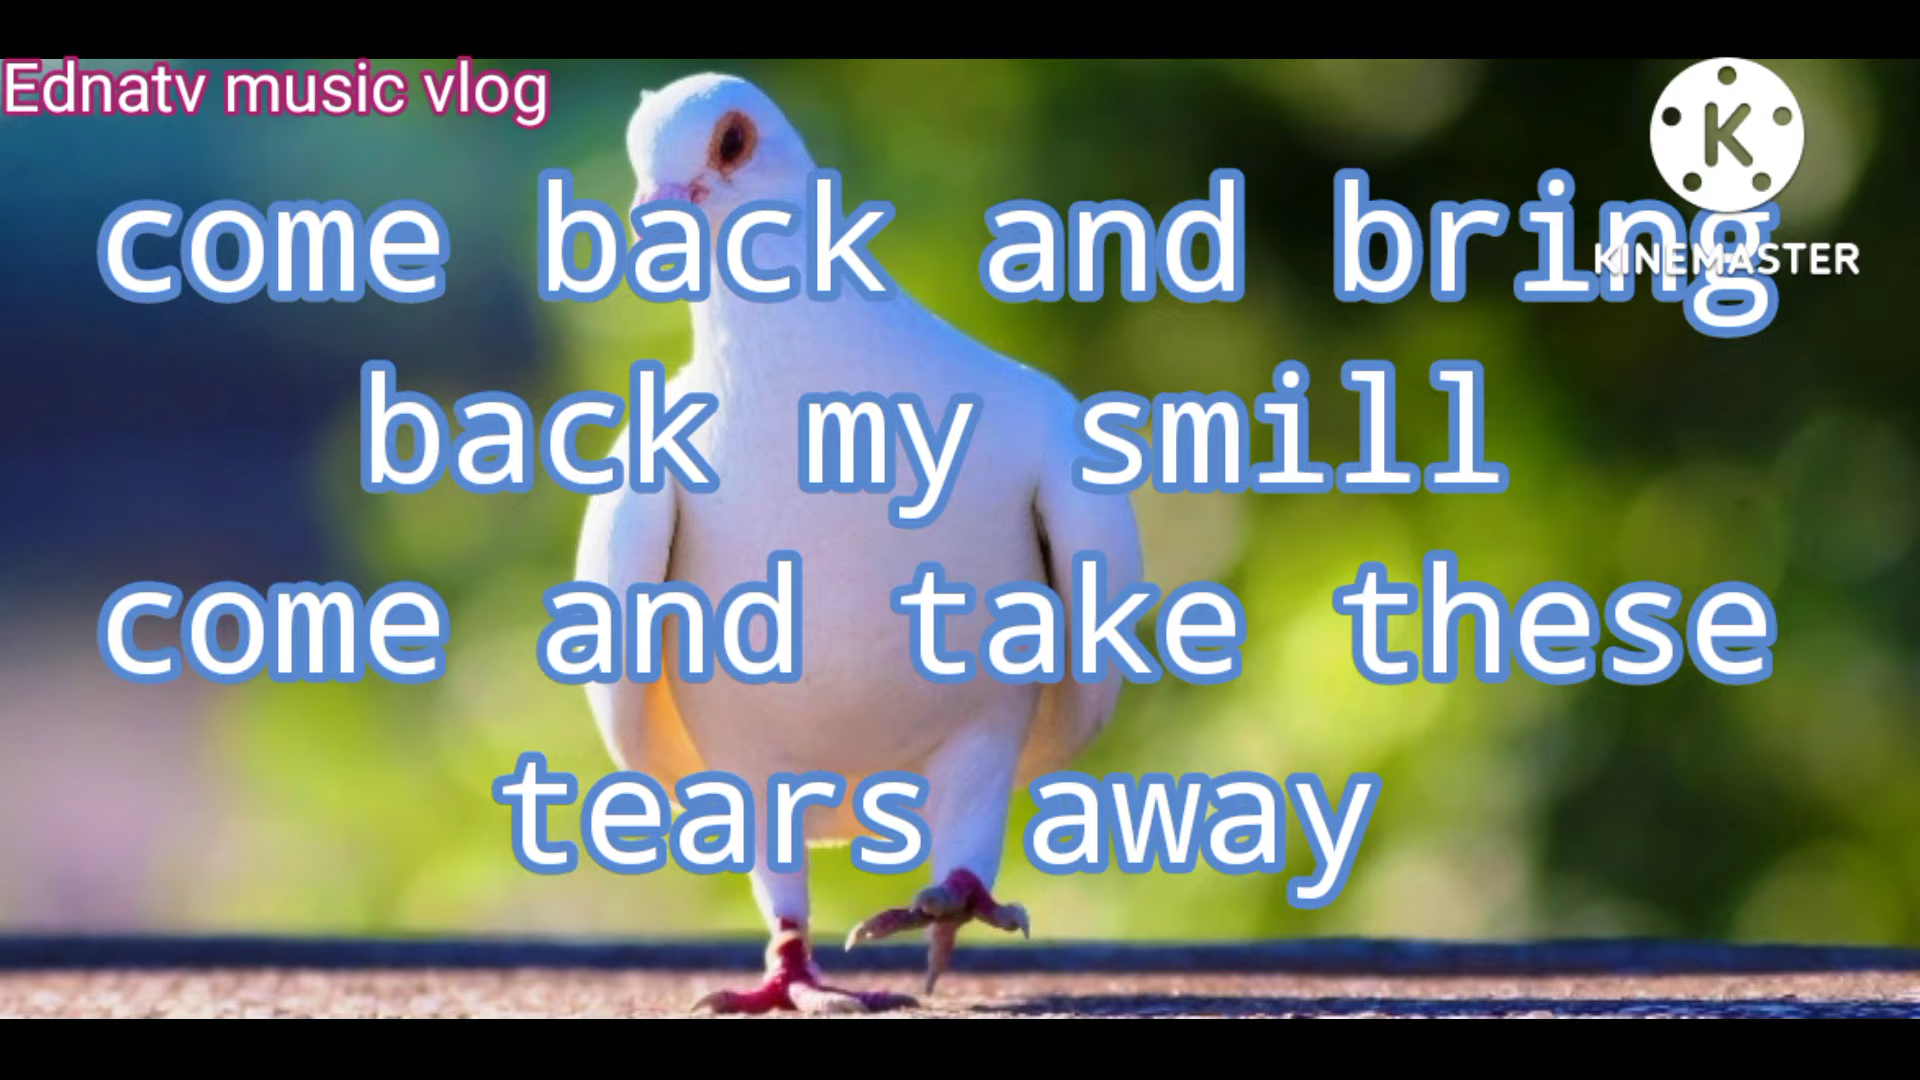 Ednatv music vlog
K
KINEMASTER
come back and bring
back my smill
come and take these
tears away